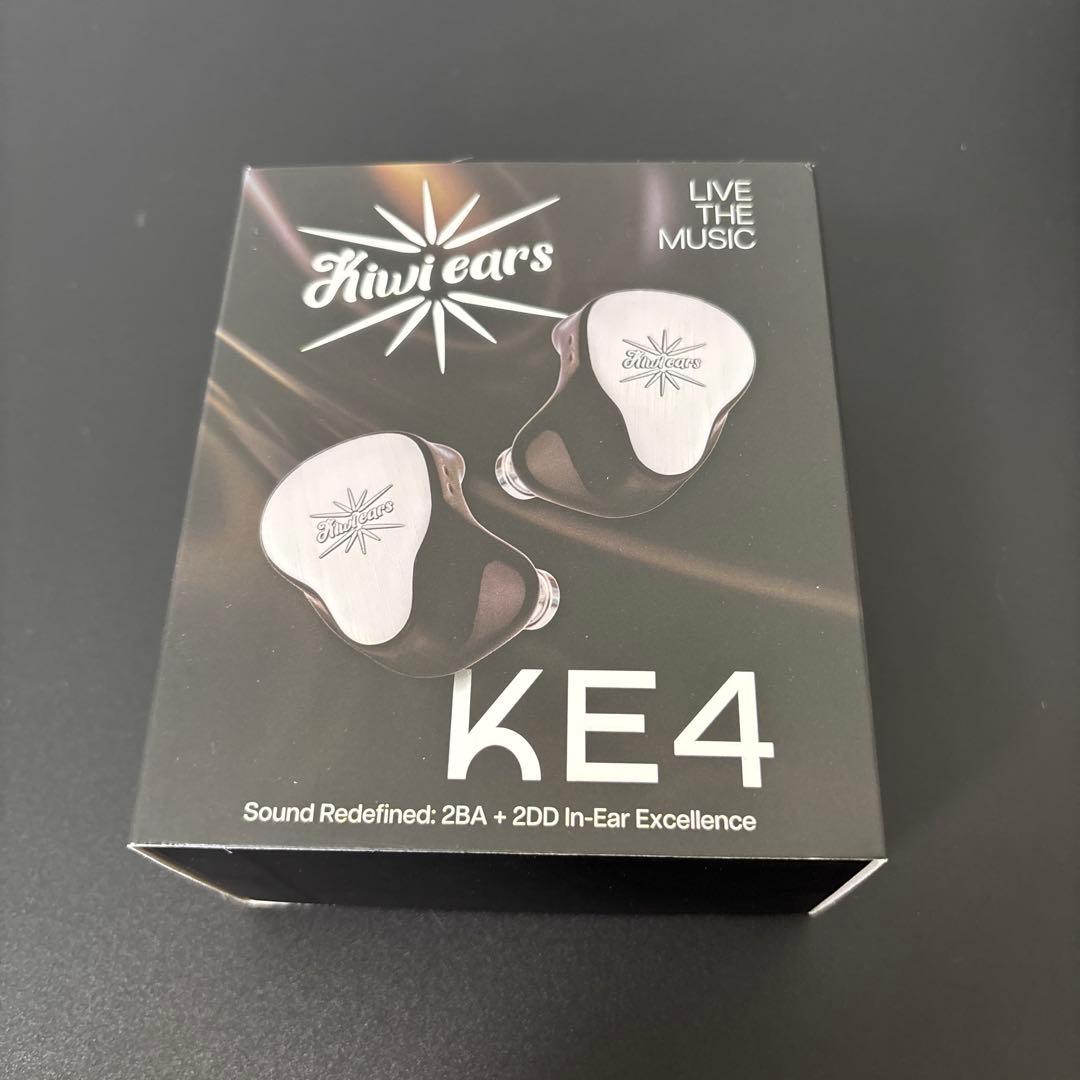 Kiwi ears
LIVE
THE
MUSIC
Kiwi ears
Kiwi ears
KE4
Sound Redefined: 2BA + 2DD In-Ear Excellence